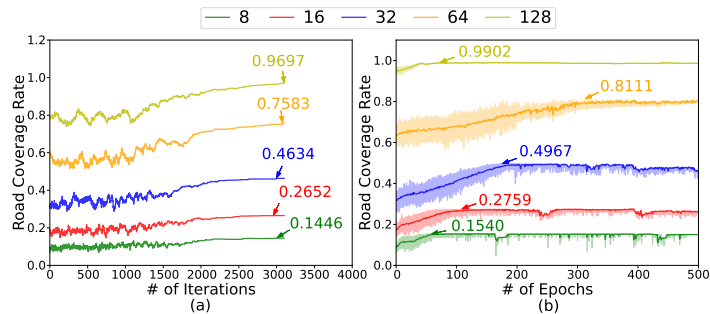 8 16 32 64 128
Road Coverage Rate
1.2
1.0
0.8
0.6
0.4
0.2
0.0
0.9697
0.7583
0.4634
0.2652
0.1446
0 500 1000 1500 2000 2500 3000 3500 4000
# of Iterations
(a)
Road Coverage Rate
1.0
0.8
0.6
0.4
0.2
0.0
0.9902
0.8111
0.4967
0.2759
0.1540
0 100 200 300 400 500
# of Epochs
(b)